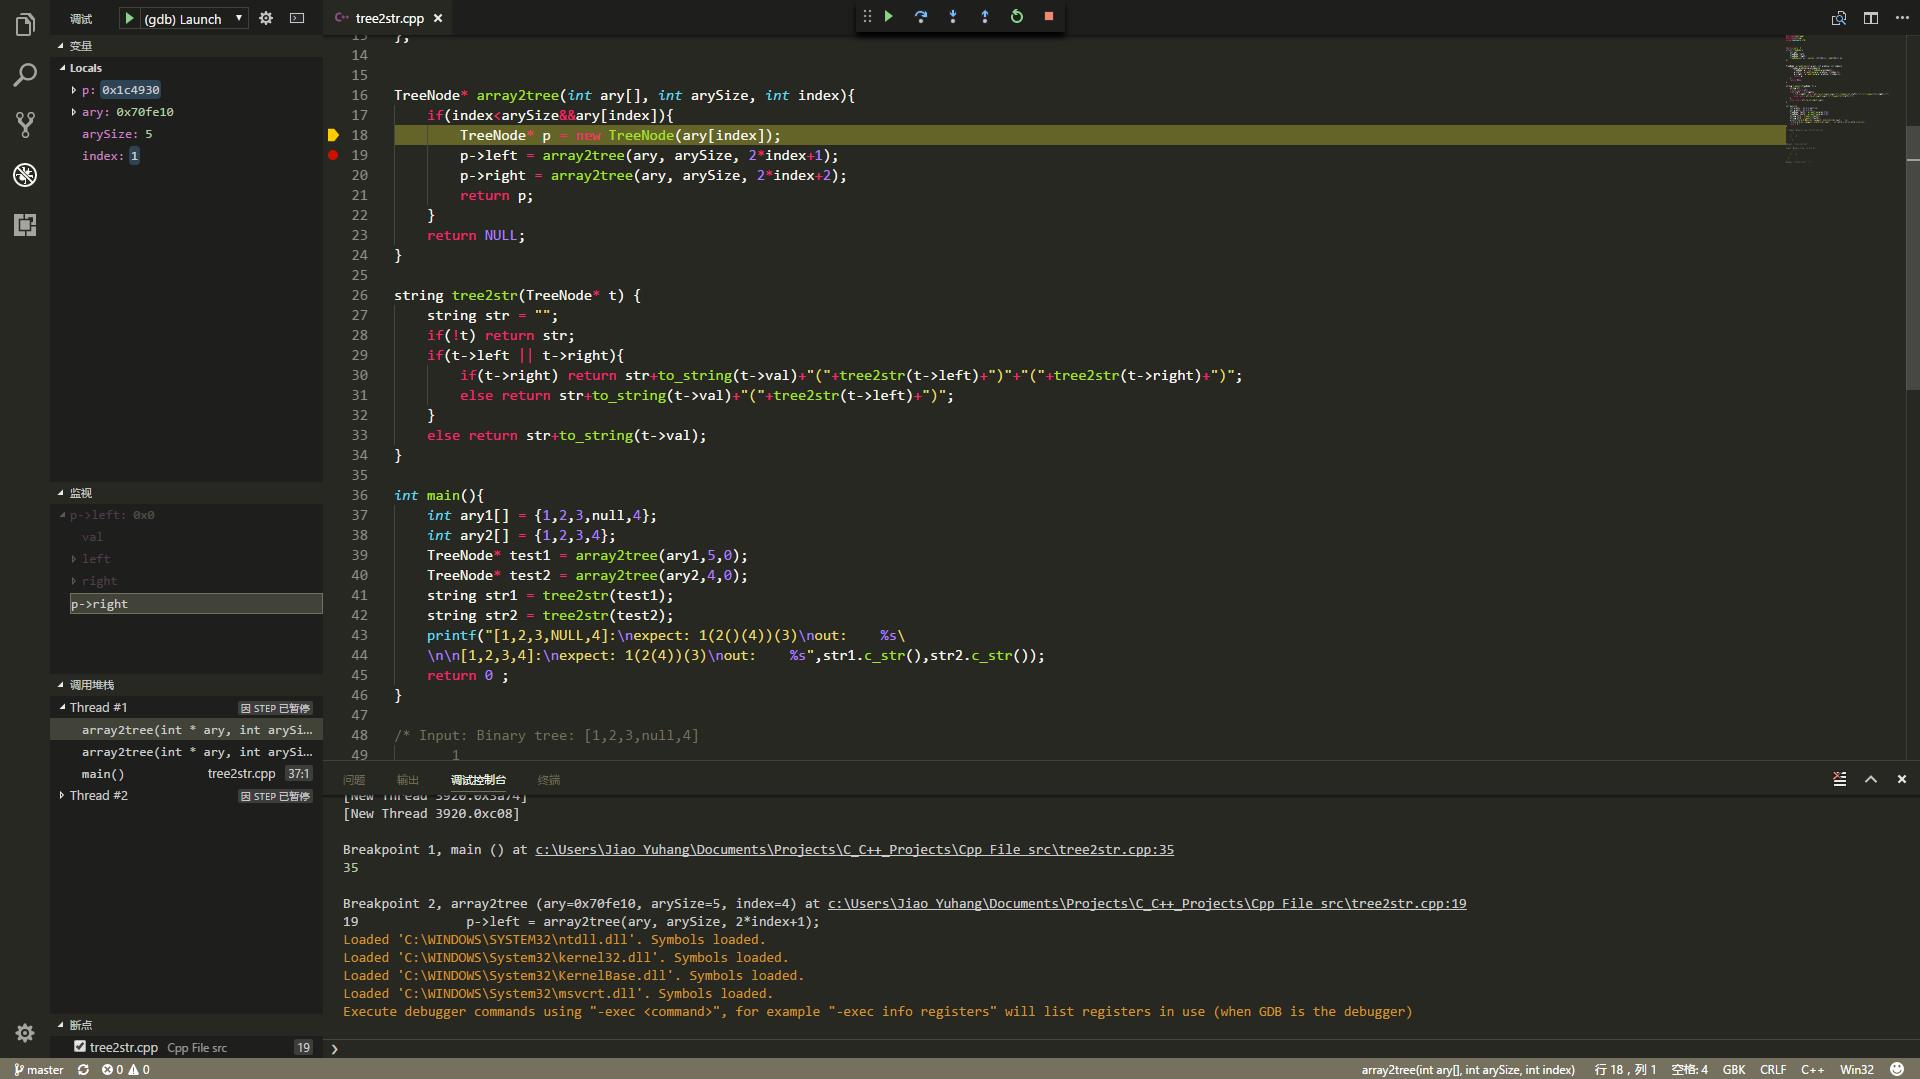 调试 (gdb) Launch
tree2str.cpp
变量
Locals
p: 0x1c4930
ary: 0x70fe10
arySize: 5
index: 1
监视
p->left: 0x0
val
left
right
p->right
调用堆栈
Thread #1 因 STEP 已暂停
array2tree(int * ary, int arySi...
array2tree(int * ary, int arySi...
main() tree2str.cpp 37:1
Thread #2 因 STEP 已暂停
断点
tree2str.cpp Cpp File src 19
13 };
14
15
16 TreeNode* array2tree(int ary[], int arySize, int index){
17 if(index<arySize&&ary[index]){
18 TreeNode* p = new TreeNode(ary[index]);
19 p->left = array2tree(ary, arySize, 2*index+1);
20 p->right = array2tree(ary, arySize, 2*index+2);
21 return p;
22 }
23 return NULL;
24 }
25
26 string tree2str(TreeNode* t) {
27 string str = "";
28 if(!t) return str;
29 if(t->left || t->right){
30 if(t->right) return str+to_string(t->val)+"("+tree2str(t->left)+")"+"("+tree2str(t->right)+")";
31 else return str+to_string(t->val)+"("+tree2str(t->left)+")";
32 }
33 else return str+to_string(t->val);
34 }
35
36 int main(){
37 int ary1[] = {1,2,3,null,4};
38 int ary2[] = {1,2,3,4};
39 TreeNode* test1 = array2tree(ary1,5,0);
40 TreeNode* test2 = array2tree(ary2,4,0);
41 string str1 = tree2str(test1);
42 string str2 = tree2str(test2);
43 printf("[1,2,3,NULL,4]:\nexpect: 1(2()(4))(3)\nout:    %s\
44 \n\n[1,2,3,4]:\nexpect: 1(2(4))(3)\nout:    %s",str1.c_str(),str2.c_str());
45 return 0 ;
46 }
47
48 /* Input: Binary tree: [1,2,3,null,4]
49 1
问题 输出 调试控制台 终端
[New Thread 3920.0x3a74]
[New Thread 3920.0xc08]
Breakpoint 1, main () at c:\Users\Jiao Yuhang\Documents\Projects\C_C++_Projects\Cpp File src\tree2str.cpp:35
35
Breakpoint 2, array2tree (ary=0x70fe10, arySize=5, index=4) at c:\Users\Jiao Yuhang\Documents\Projects\C_C++_Projects\Cpp File src\tree2str.cpp:19
19 p->left = array2tree(ary, arySize, 2*index+1);
Loaded 'C:\WINDOWS\SYSTEM32\ntdll.dll'. Symbols loaded.
Loaded 'C:\WINDOWS\System32\kernel32.dll'. Symbols loaded.
Loaded 'C:\WINDOWS\System32\KernelBase.dll'. Symbols loaded.
Loaded 'C:\WINDOWS\System32\msvcrt.dll'. Symbols loaded.
Execute debugger commands using "-exec <command>", for example "-exec info registers" will list registers in use (when GDB is the debugger)
master 0 0 array2tree(int ary[], int arySize, int index) 行 18，列 1 空格: 4 GBK CRLF C++ Win32